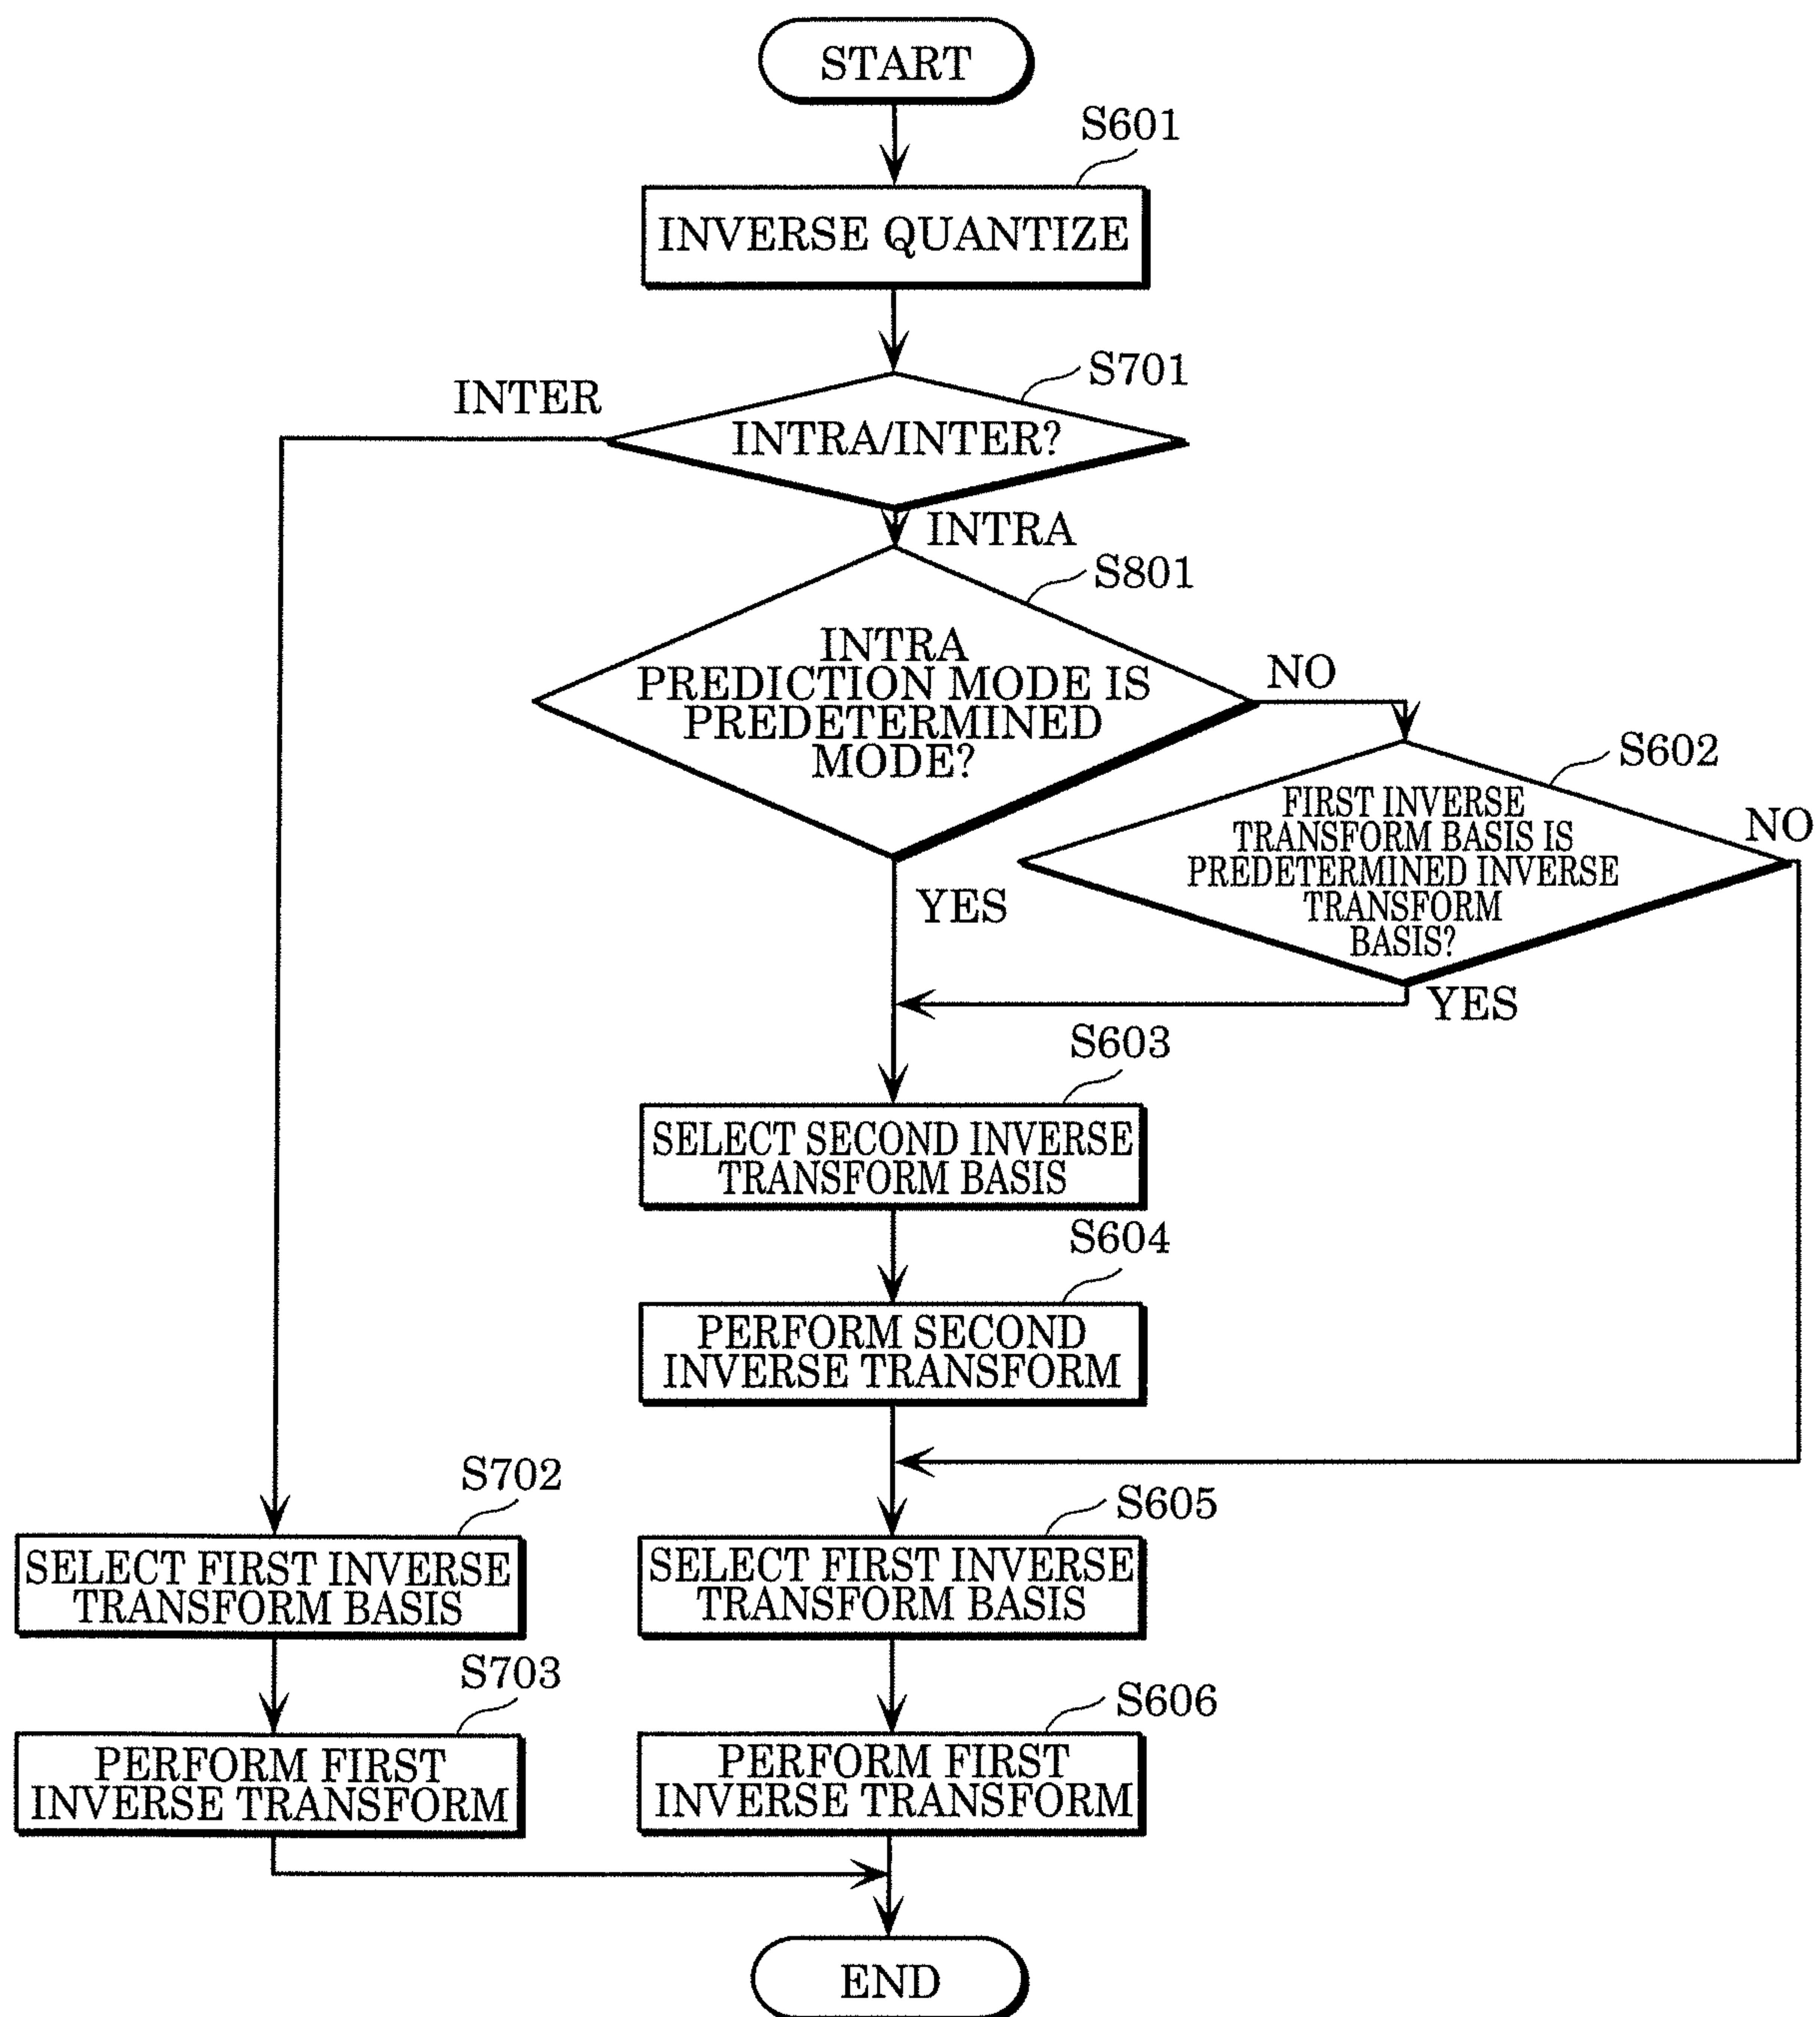 START
S601
INVERSE QUANTIZE
S701
INTER
INTRA/INTER?
INTRA
S801
INTRA
PREDICTION MODE IS
PREDETERMINED
MODE?
NO
S602
FIRST INVERSE
TRANSFORM BASIS IS
PREDETERMINED INVERSE
TRANSFORM
BASIS?
NO
YES
YES
S603
SELECT SECOND INVERSE
TRANSFORM BASIS
S604
PERFORM SECOND
INVERSE TRANSFORM
S702
SELECT FIRST INVERSE
TRANSFORM BASIS
S605
SELECT FIRST INVERSE
TRANSFORM BASIS
S703
PERFORM FIRST
INVERSE TRANSFORM
S606
PERFORM FIRST
INVERSE TRANSFORM
END